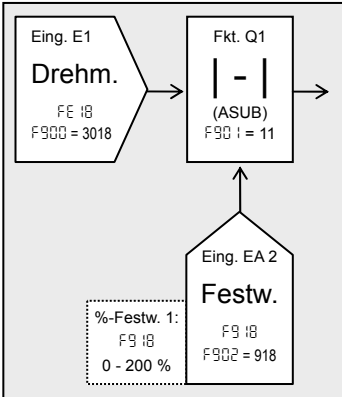 Eing. E1
Drehm.
FE18
F900 = 3018
Fkt. Q1
| - |
(ASUB)
F901 = 11
Eing. EA 2
Festw.
F918
F902 = 918
%-Festw. 1:
F918
0 - 200 %